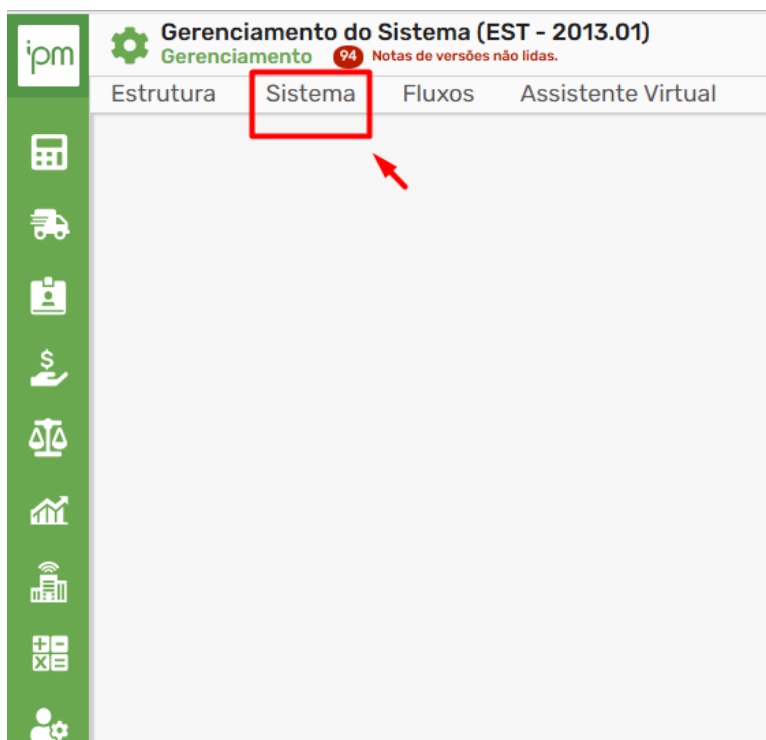 ipm
Gerenciamento do Sistema (EST - 2013.01)
Gerenciamento 94 Notas de versões não lidas.
Estrutura Sistema Fluxos Assistente Virtual